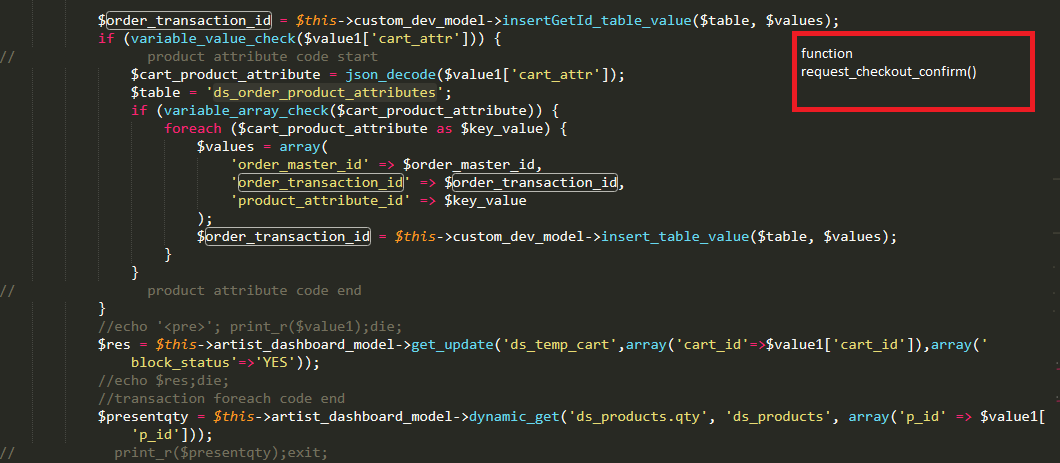 $order_transaction_id = $this->custom_dev_model->insertGetId_table_value($table, $values);
if (variable_value_check($value1['cart_attr'])) {
// product attribute code start
$cart_product_attribute = json_decode($value1['cart_attr']);
$table = 'ds_order_product_attributes';
if (variable_array_check($cart_product_attribute)) {
foreach ($cart_product_attribute as $key_value) {
$values = array(
'order_master_id' => $order_master_id,
'order_transaction_id' => $order_transaction_id,
'product_attribute_id' => $key_value
);
$order_transaction_id = $this->custom_dev_model->insert_table_value($table, $values);
}
}
// product attribute code end
}
//echo '<pre>'; print_r($value1);die;
$res = $this->artist_dashboard_model->get_update('ds_temp_cart',array('cart_id'=>$value1['cart_id']),array('
block_status'=>'YES'));
//echo $res;die;
//transaction foreach code end
$presentqty = $this->artist_dashboard_model->dynamic_get('ds_products.qty', 'ds_products', array('p_id' => $value1[
'p_id']));
// print_r($presentqty);exit;
function
request_checkout_confirm()